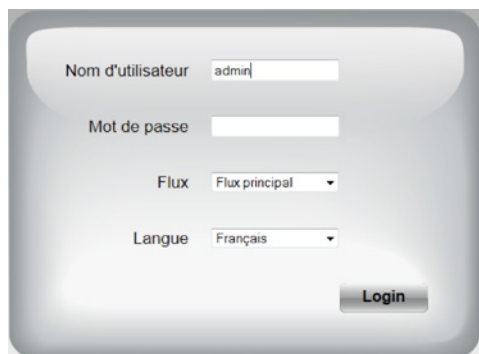 Nom d'utilisateur admin
Mot de passe
Flux Flux principal
Langue Français
Login